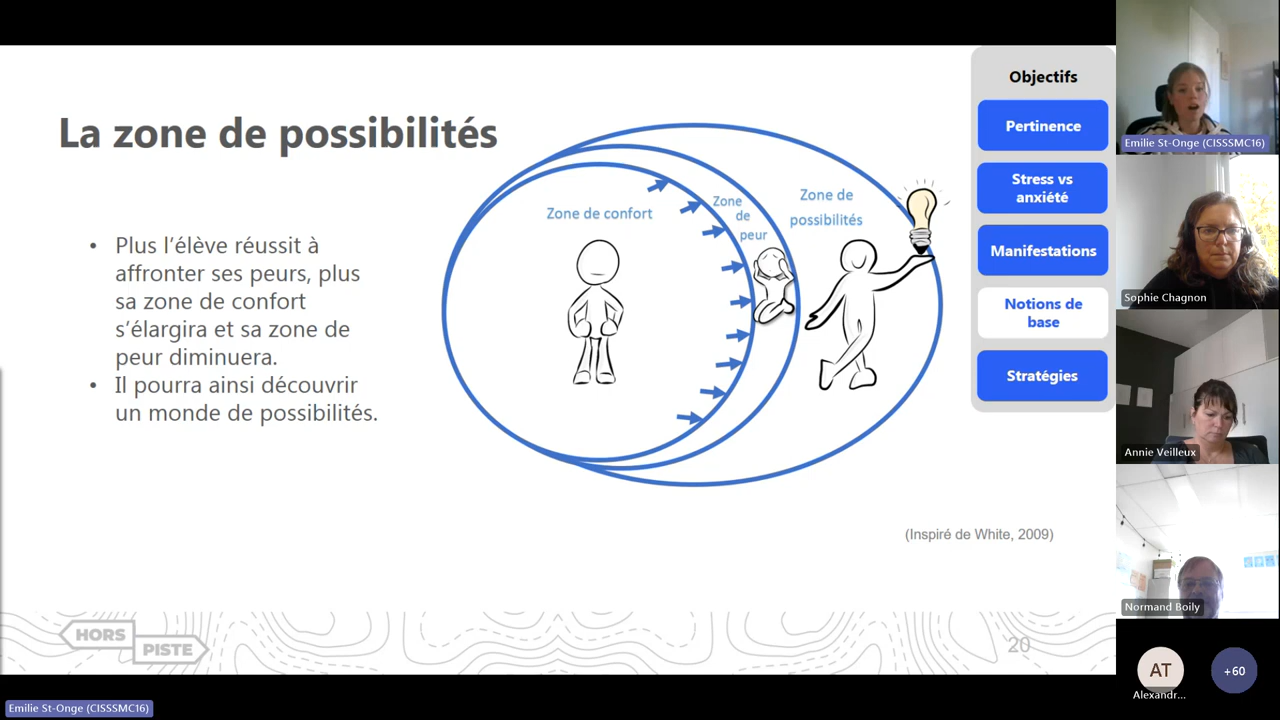 La zone de possibilités
• Plus l’élève réussit à
affronter ses peurs, plus
sa zone de confort
s’élargira et sa zone de
peur diminuera.
• Il pourra ainsi découvrir
un monde de possibilités.
Zone de confort
Zone
de
peur
Zone de
possibilités
(Inspiré de White, 2009)
Objectifs
Pertinence
Stress vs
anxiété
Manifestations
Notions de
base
Stratégies
HORS
PISTE
20
Emilie St-Onge (CISSSMC16)
Sophie Chagnon
Annie Veilleux
Normand Boily
AT
Alexandr...
+60
Emilie St-Onge (CISSSMC16)